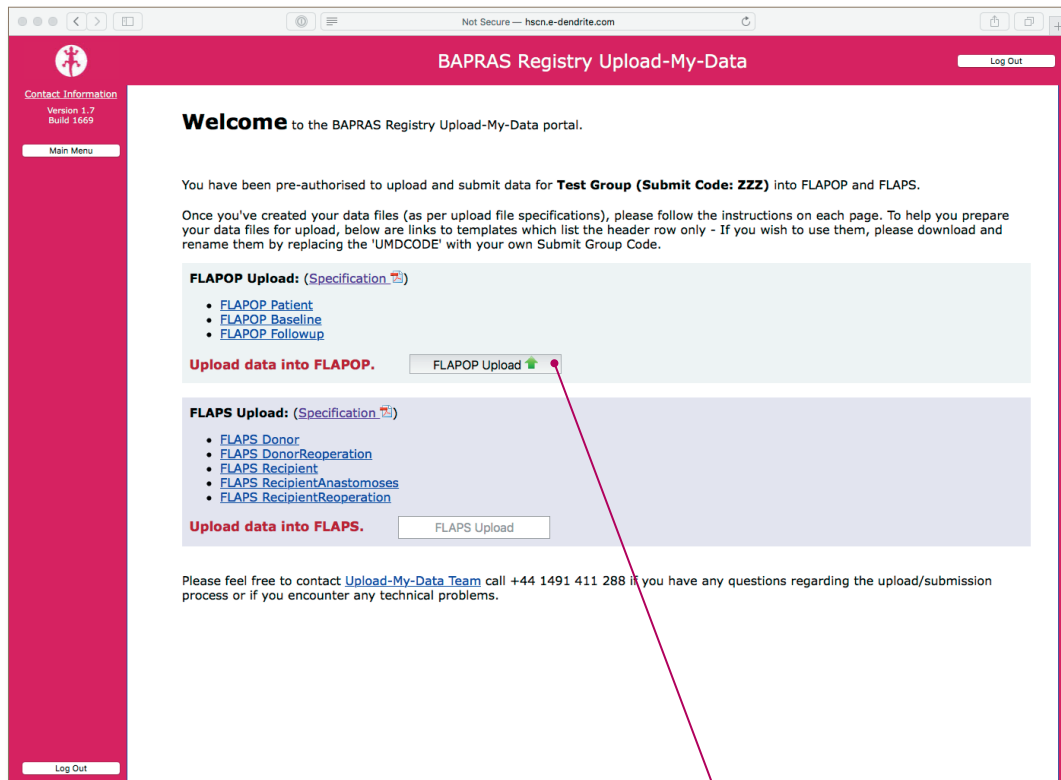 Not Secure — hscn.e-dendrite.com
BAPRAS Registry Upload-My-Data
Log Out
Contact Information
Version 1.7
Build 1669
Main Menu
Welcome to the BAPRAS Registry Upload-My-Data portal.
You have been pre-authorised to upload and submit data for Test Group (Submit Code: ZZZ) into FLAPOP and FLAPS.
Once you've created your data files (as per upload file specifications), please follow the instructions on each page. To help you prepare
your data files for upload, below are links to templates which list the header row only - If you wish to use them, please download and
rename them by replacing the 'UMDCODE' with your own Submit Group Code.
FLAPOP Upload: (Specification)
FLAPOP Patient
FLAPOP Baseline
FLAPOP Followup
Upload data into FLAPOP. FLAPOP Upload
FLAPS Upload: (Specification)
FLAPS Donor
FLAPS DonorReoperation
FLAPS Recipient
FLAPS RecipientAnastomoses
FLAPS RecipientReoperation
Upload data into FLAPS. FLAPS Upload
Please feel free to contact Upload-My-Data Team call +44 1491 411 288 if you have any questions regarding the upload/submission
process or if you encounter any technical problems.
Log Out